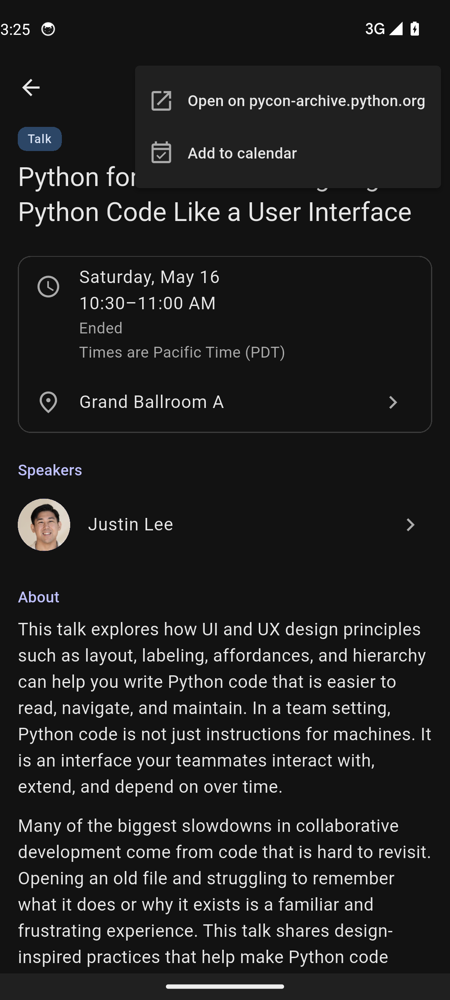 3:25
3G
Open on pycon-archive.python.org
Add to calendar
Talk
Python for
Python Code Like a User Interface
Saturday, May 16
10:30–11:00 AM
Ended
Times are Pacific Time (PDT)
Grand Ballroom A
Speakers
Justin Lee
About
This talk explores how UI and UX design principles
such as layout, labeling, affordances, and hierarchy
can help you write Python code that is easier to
read, navigate, and maintain. In a team setting,
Python code is not just instructions for machines. It
is an interface your teammates interact with,
extend, and depend on over time.
Many of the biggest slowdowns in collaborative
development come from code that is hard to revisit.
Opening an old file and struggling to remember
what it does or why it exists is a familiar and
frustrating experience. This talk shares design-
inspired practices that help make Python code